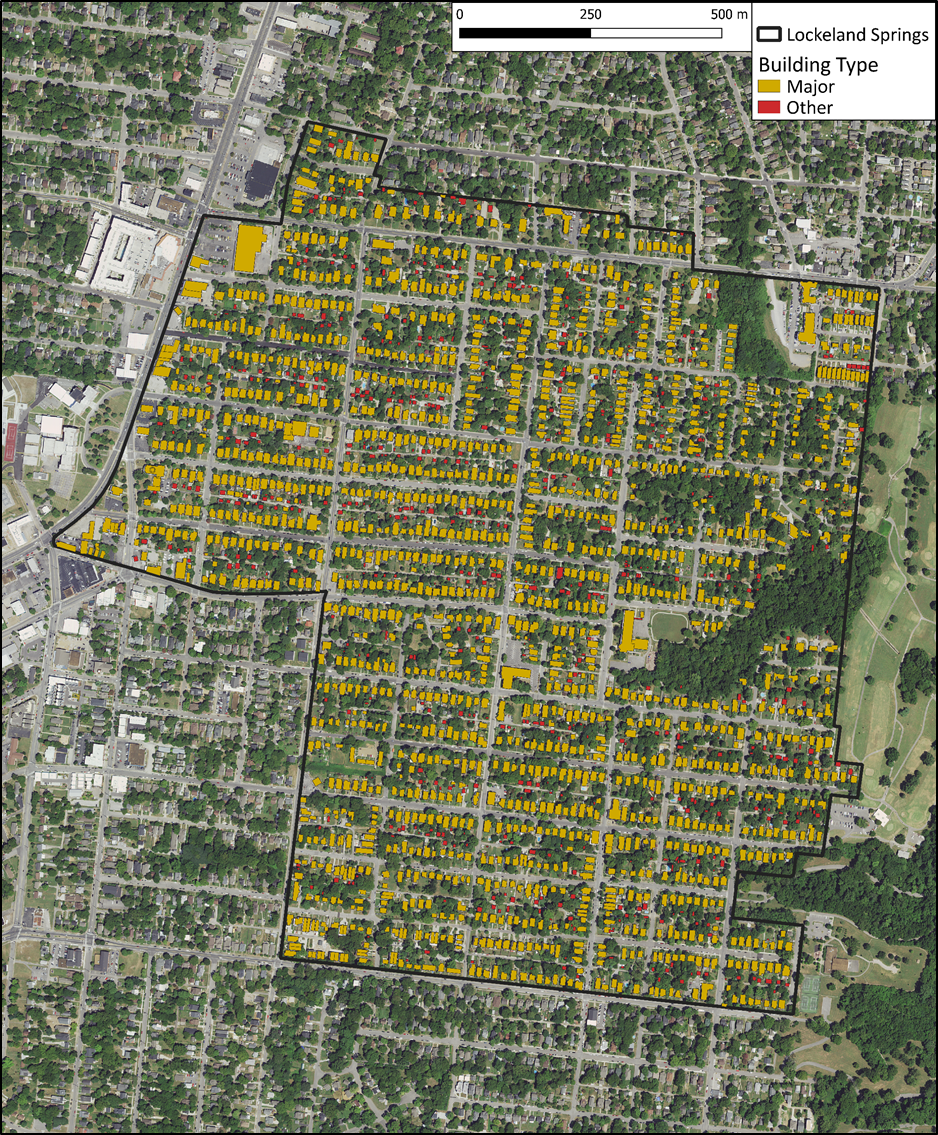 0 250 500 m
Lockeland Springs
Building Type
Major
Other